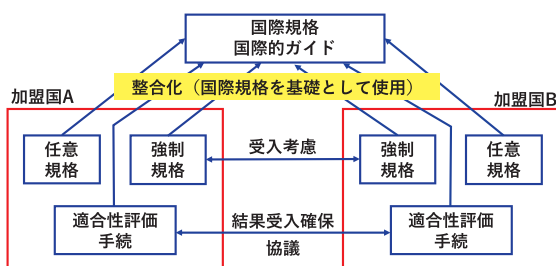 国際規格
国際的ガイド
整合化（国際規格を基礎として使用）
加盟国A
加盟国B
任意
規格
強制
規格
受入考慮
強制
規格
任意
規格
適合性評価
手続
結果受入確保
協議
適合性評価
手続